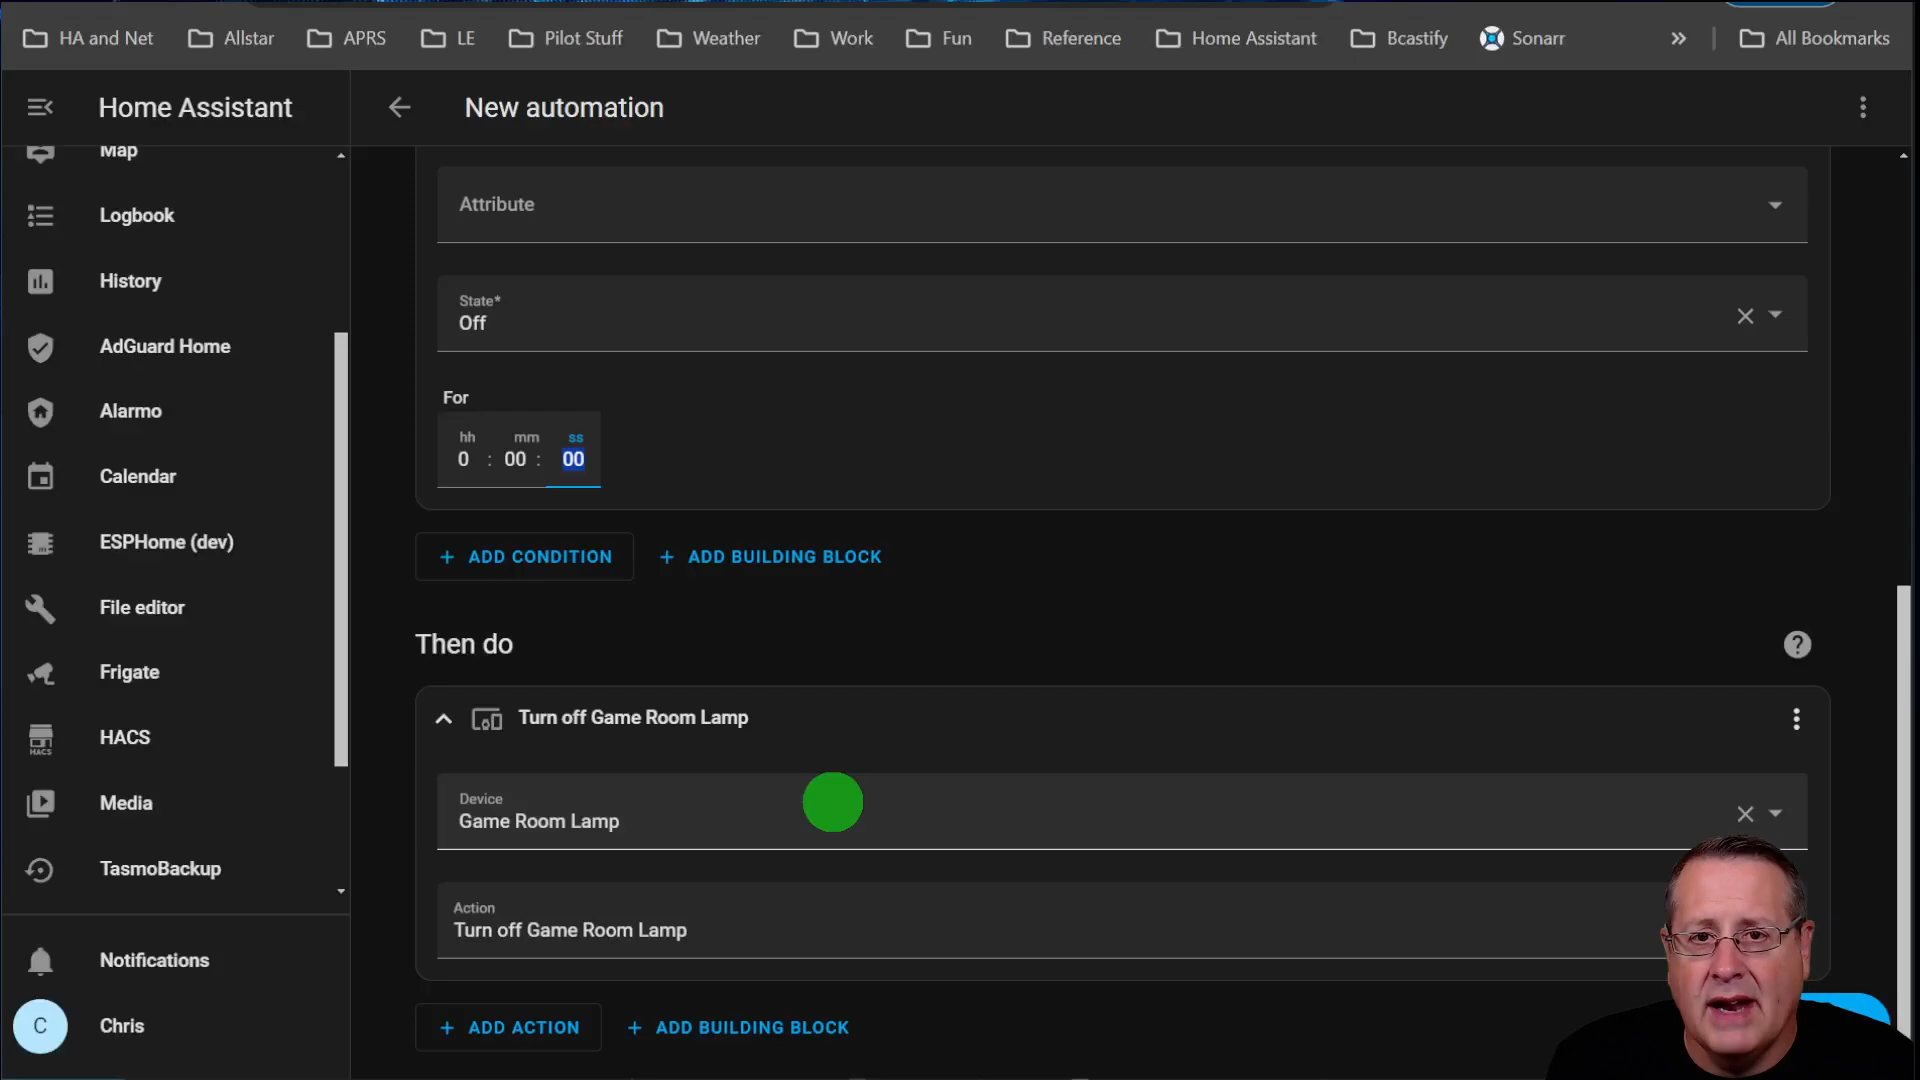 HA and Net
Allstar
APRS
LE
Pilot Stuff
Weather
Work
Fun
Reference
Home Assistant
Bcastify
Sonarr
»
All Bookmarks
Home Assistant
New automation
Map
Logbook
History
AdGuard Home
Alarmo
Calendar
ESPHome (dev)
File editor
Frigate
HACS
HACS
Media
TasmoBackup
Notifications
C
Chris
Attribute
State*
Off
For
hh mm ss
0 : 00 : 00
+ ADD CONDITION
+ ADD BUILDING BLOCK
Then do
?
Turn off Game Room Lamp
Device
Game Room Lamp
Action
Turn off Game Room Lamp
+ ADD ACTION
+ ADD BUILDING BLOCK